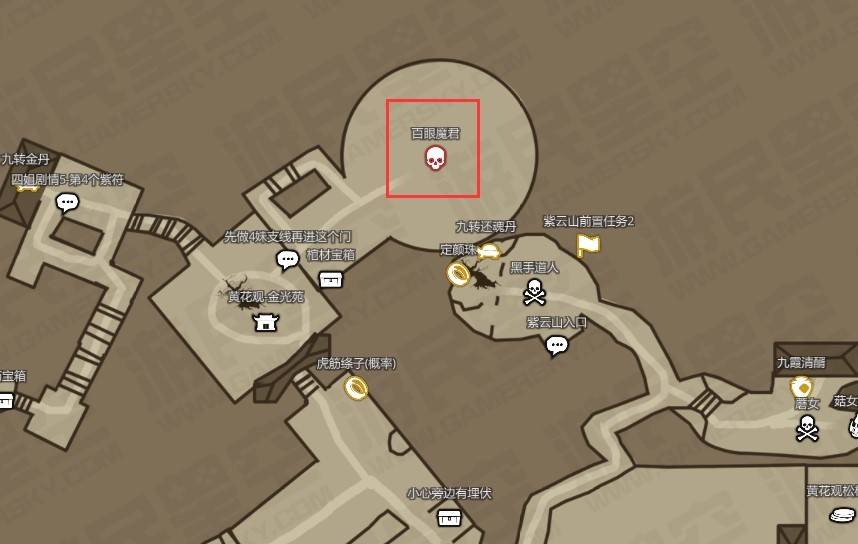 百眼魔君
九转金丹
四姐剧情5-第4个紫符
九转还魂丹
紫云山前置任务2
先做4妹支线再进这个门
定颜珠
棺材宝箱
黑手道人
黄花观-金光苑
紫云山入口
虎筋绦子(概率)
九霞清醑
宝箱
蘑女
菇女
小心旁边有埋伏
黄花观松